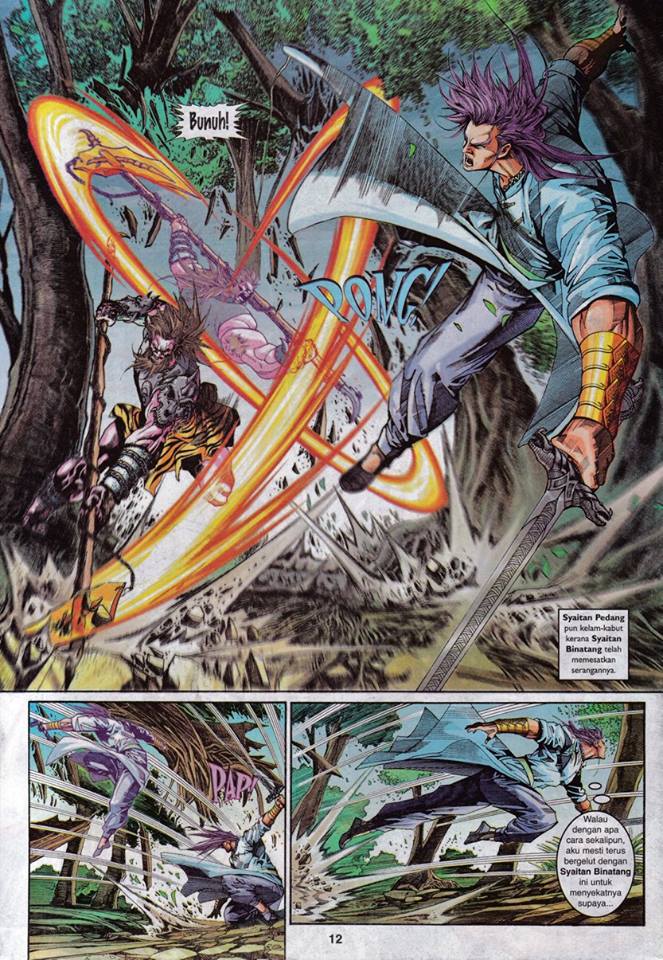 Bunuh!
PONG!
Syaitan Pedang
pun kelam-kabut
kerana Syaitan
Binatang telah
memesatkan
serangannya.
PAP!
Walau
dengan apa
cara sekalipun,
aku mesti terus
bergelut dengan
Syaitan Binatang
ini untuk
menyekatnya
supaya...
12